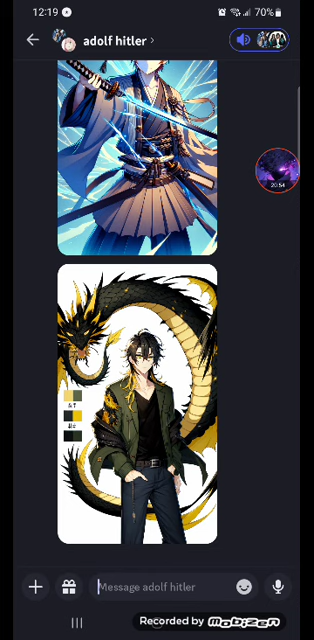 12:19
70%
adolf hitler
20:54
Message adolf hitler
Recorded by Mobizen